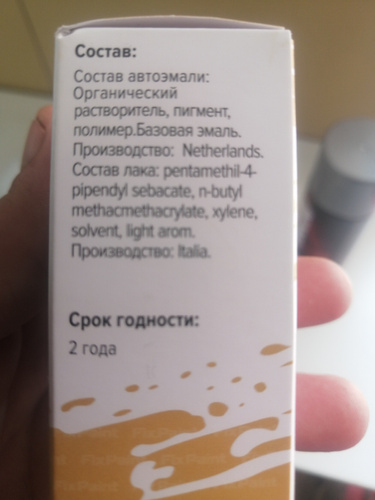 Состав:
Состав автоэмали:
Органический
растворитель, пигмент,
полимер.Базовая эмаль.
Производство: Netherlands.
Состав лака: pentamethil-4-
pipendyl sebacate, n-butyl
methacmethacrylate, xylene,
solvent, light arom.
Производство: Italia.
Срок годности:
2 года